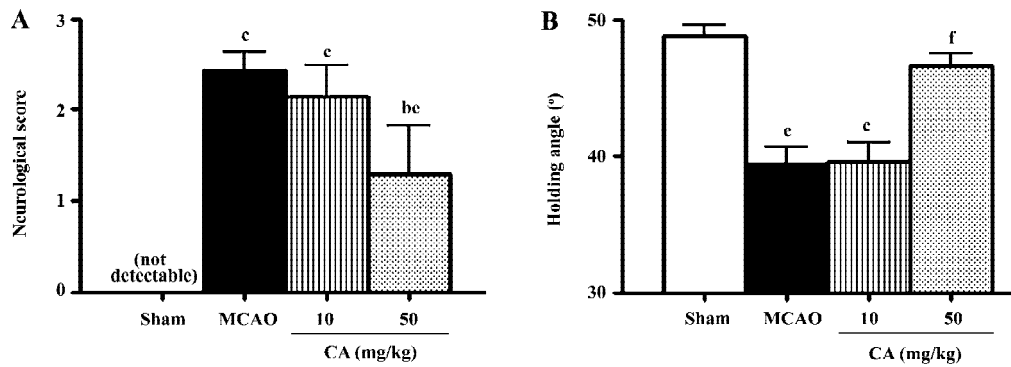 A
Neurological score
3
2
1
0
c
c
bc
(not
detectable)
Sham
MCAO
10
50
CA (mg/kg)
B
Holding angle (º)
50
40
30
c
c
f
Sham
MCAO
10
50
CA (mg/kg)